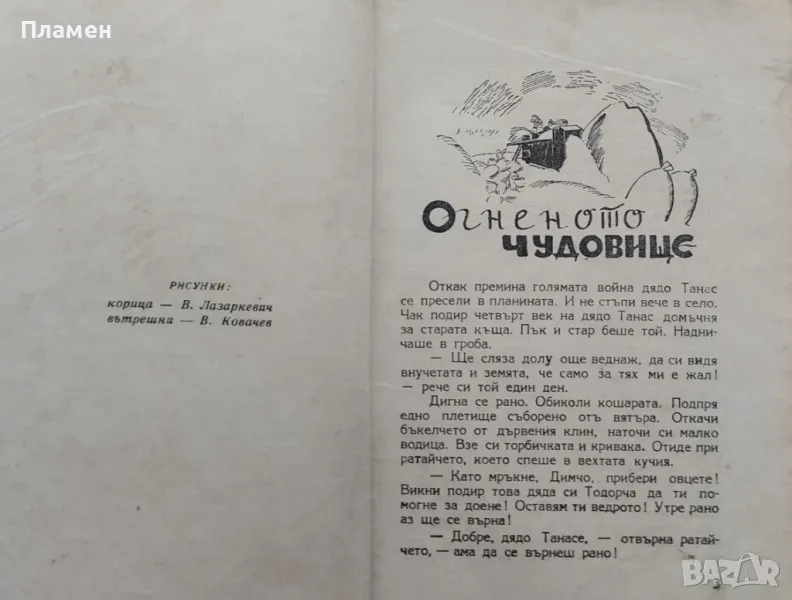 Пламен
РИСУНКИ:
корица — В. Лазаркевич
вътрешни — В. Ковачев
Огненото
ЧУДОВИЩЕ
Откак премина голямата война дядо Танас
се пресели в планината. И не стъпи вече в село.
Чак подир четвърт век на дядо Танас домъчня
за старата къща. Пък и стар беше той. Надни-
чаше в гроба.
— Ще сляза долу още веднаж, да си видя
внучетата и земята, че само за тях ми е жал!
— рече си той един ден.
Дигна се рано. Обиколи кошарата. Подпря
едно плетище съборено отъ вятъра. Откачи
бъкелчето от дървения клин, наточи си малко
водица. Взе си торбичката и кривака. Отиде при
ратайчето, което спеше в вехтата кучия.
— Като мръкне, Димчо, прибери овцете!
Викни подир това дяда си Тодорча да ти по-
могне за доене! Оставям ти ведрото! Утре рано
аз ще се върна!
— Добре, дядо Танасе, — отвърна ратай-
чето, — ама да се върнеш рано!
3
BAZAR